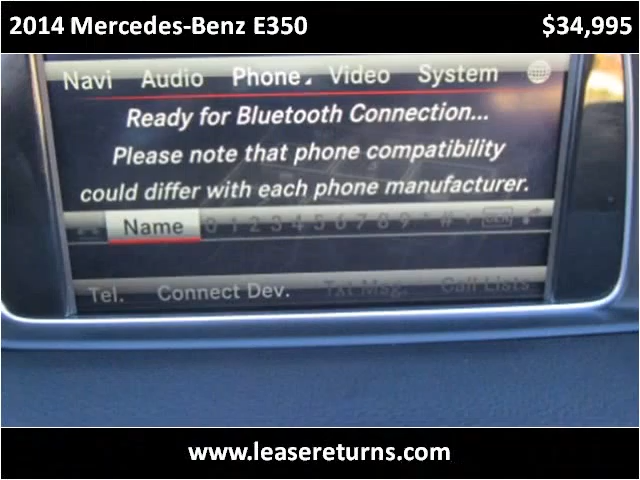 2014 Mercedes-Benz E350 $34,995
Navi Audio Phone Video System
Ready for Bluetooth Connection...
Please note that phone compatibility
could differ with each phone manufacturer.
Name 0 1 2 3 4 5 6 7 8 9 * # +
Tel. Connect Dev. Txt Msg. Call Lists
www.leasereturns.com